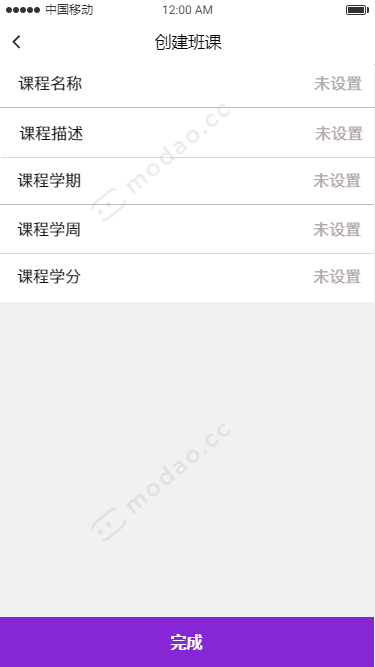 中国移动 12:00 AM
创建班课
课程名称 未设置
课程描述 未设置
课程学期 未设置
课程学周 未设置
课程学分 未设置
modao.cc
modao.cc
完成